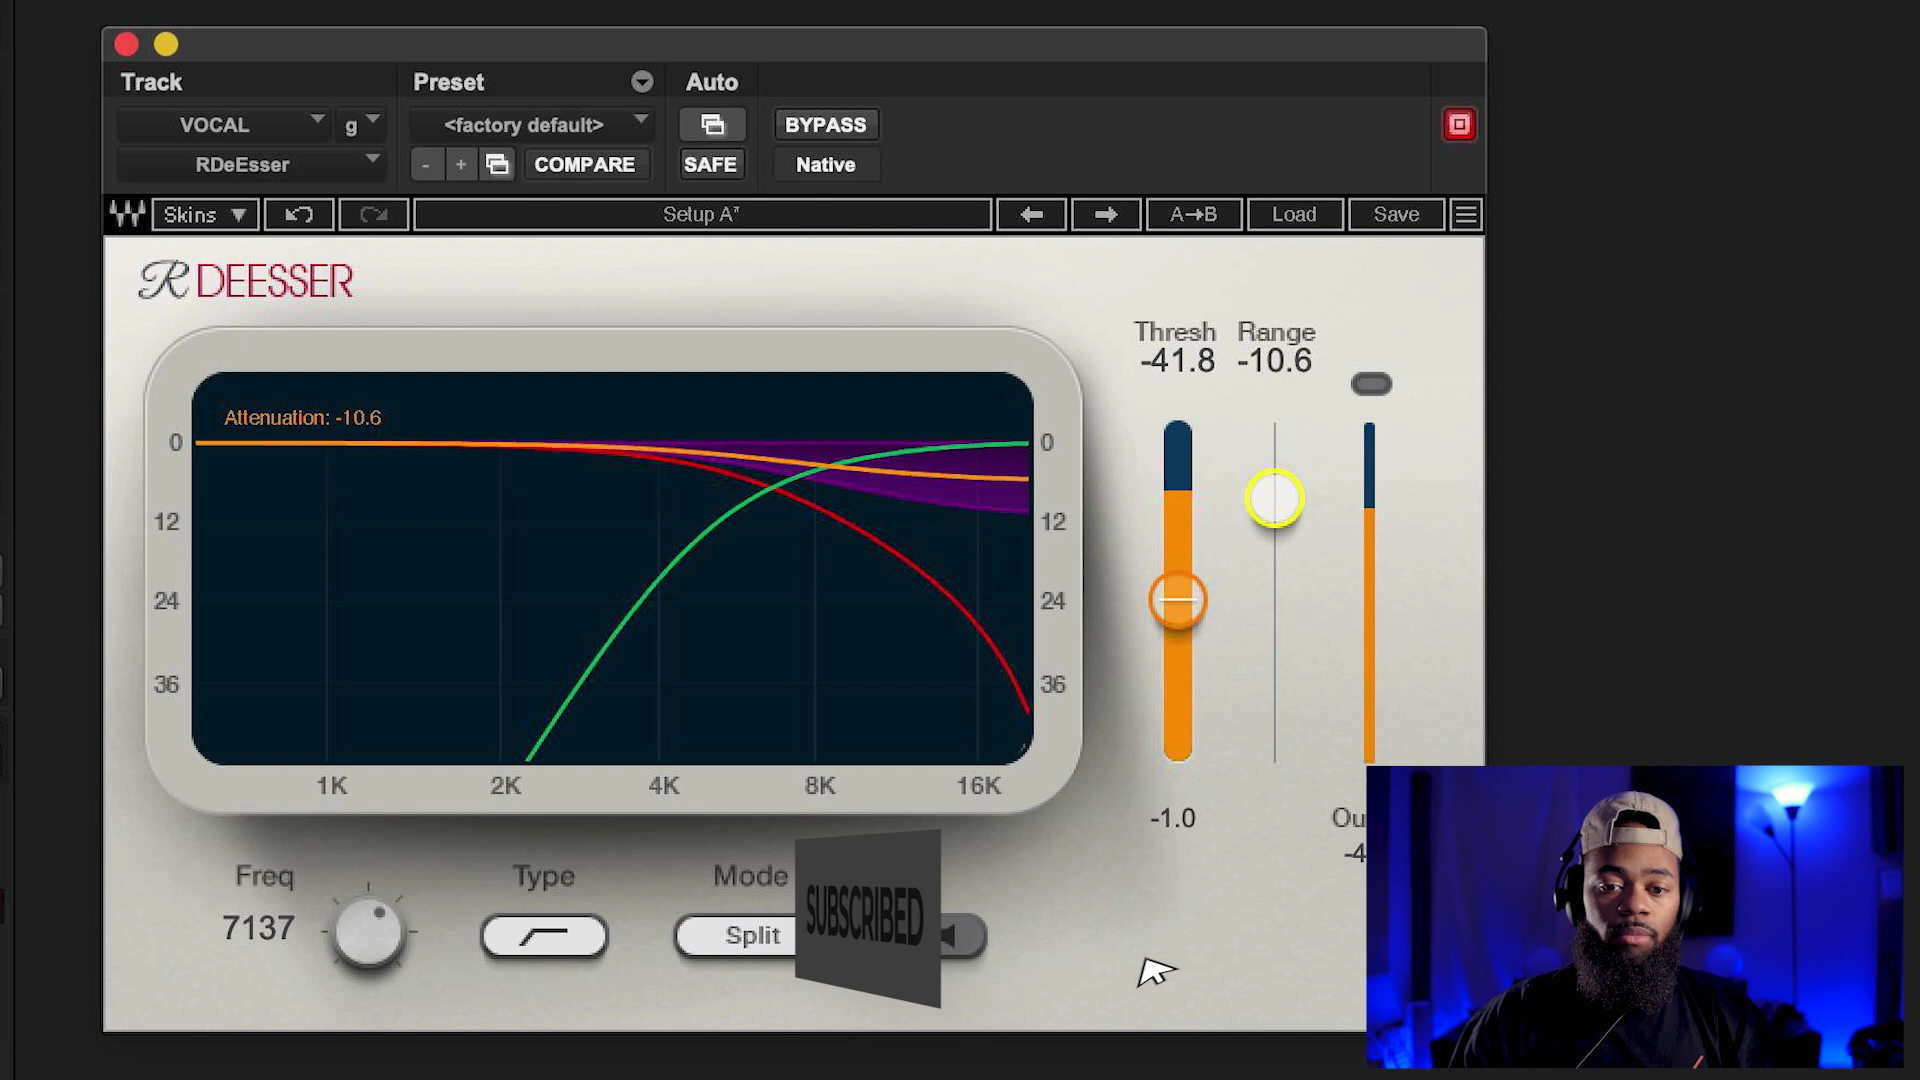 Track
Preset
Auto
VOCAL
g
<factory default>
BYPASS
RDeEsser
-
+
COMPARE
SAFE
Native
Skins
Setup A*
A→B
Load
Save
R DEESSER
Thresh
Range
-41.8
-10.6
Attenuation: -10.6
0
0
12
12
24
24
36
36
1K
2K
4K
8K
16K
-1.0
Ou
-4
Freq
Type
Mode
7137
Split
SUBSCRIBED